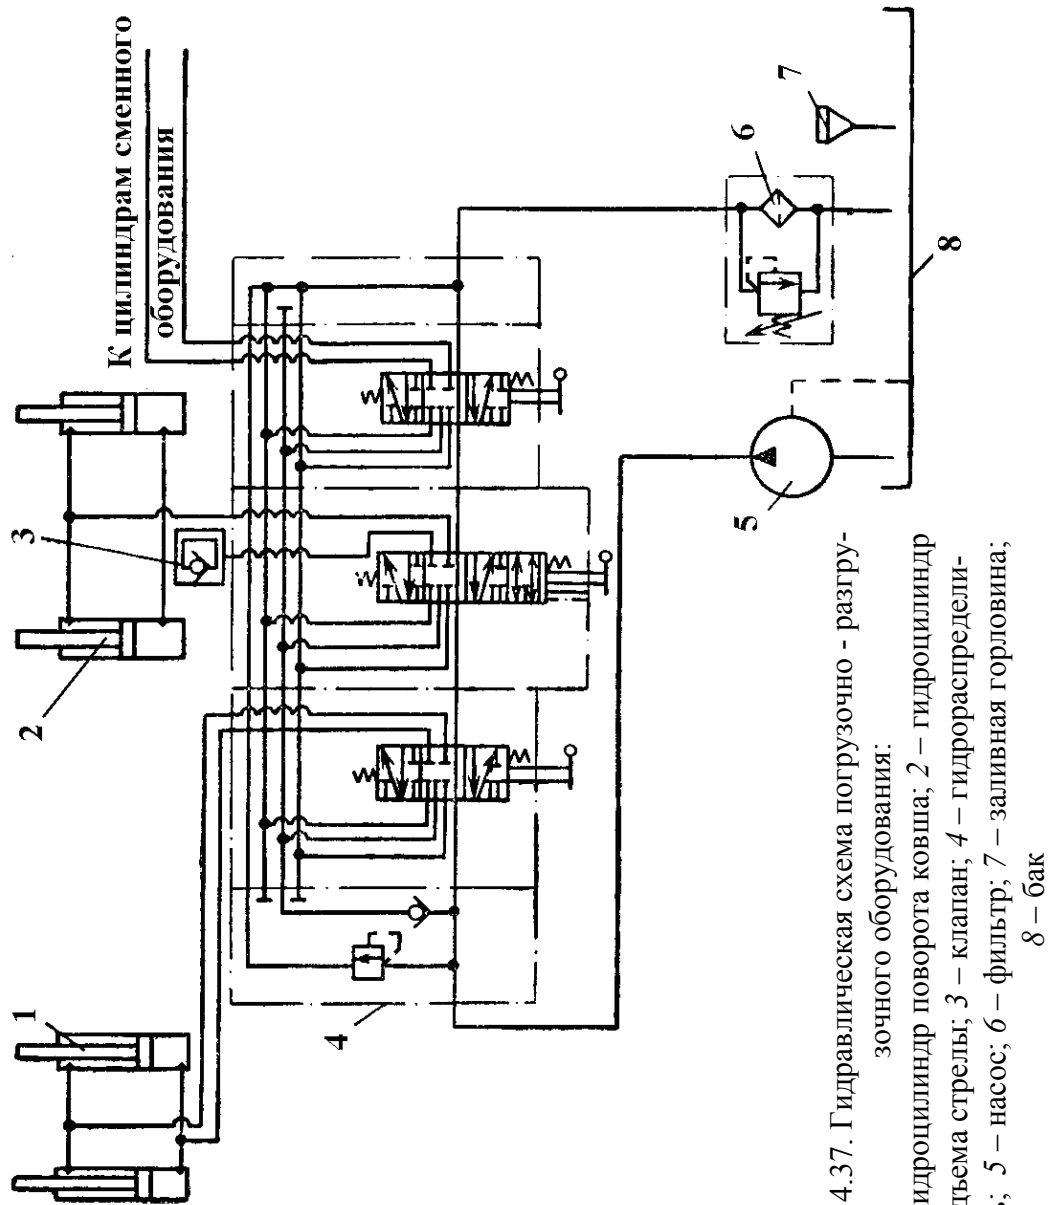 К цилиндрам сменного
оборудования
1
2
3
4
5
6
7
8
4.37. Гидравлическая схема погрузочно - разгру-
зочного оборудования:
идроцилиндр поворота ковша; 2 – гидроцилиндр
дъема стрелы; 3 – клапан; 4 – гидрораспредели-
ь; 5 – насос; 6 – фильтр; 7 – заливная горловина;
8 – бак